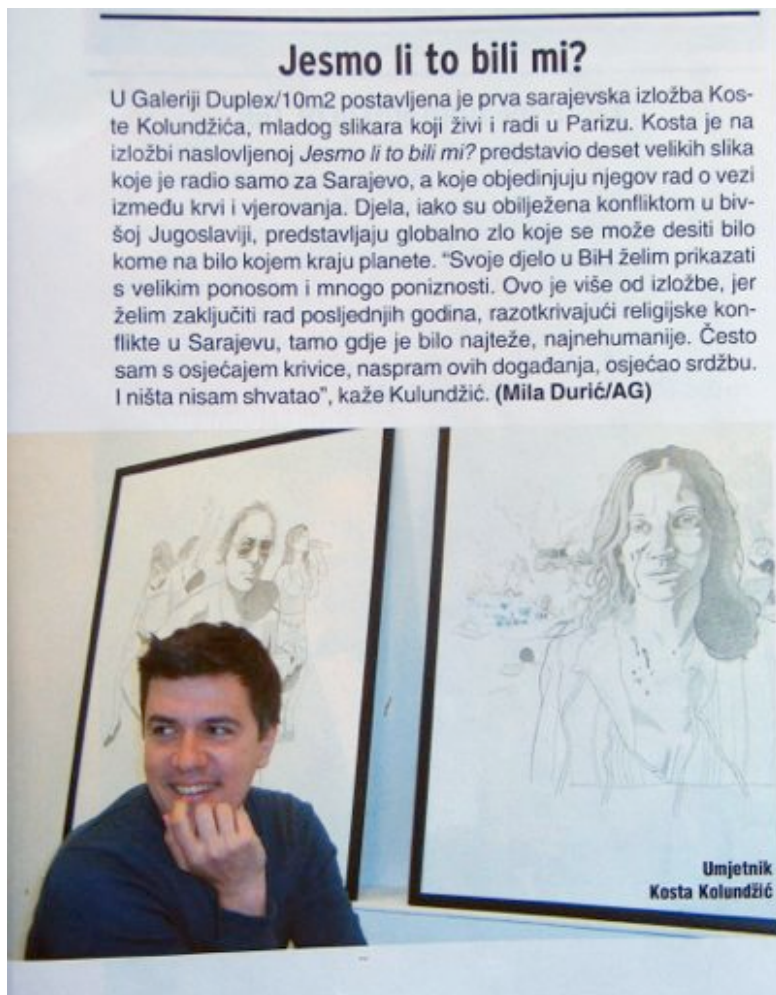 Jesmo li to bili mi?
U Galeriji Duplex/10m2 postavljena je prva sarajevska izložba Kos-
te Kolundžića, mladog slikara koji živi i radi u Parizu. Kosta je na
izložbi naslovljenoj Jesmo li to bili mi? predstavio deset velikih slika
koje je radio samo za Sarajevo, a koje objedinjuju njegov rad o vezi
između krvi i vjerovanja. Djela, iako su obilježena konfliktom u biv-
šoj Jugoslaviji, predstavljaju globalno zlo koje se može desiti bilo
kome na bilo kojem kraju planete. “Svoje djelo u BiH želim prikazati
s velikim ponosom i mnogo poniznosti. Ovo je više od izložbe, jer
želim zaključiti rad posljednjih godina, razotkrivajući religijske kon-
flikte u Sarajevu, tamo gdje je bilo najteže, najnehumanije. Često
sam s osjećajem krivice, naspram ovih događanja, osjećao srdžbu.
I ništa nisam shvatao”, kaže Kulundžić. (Mila Durić/AG)
Umjetnik
Kosta Kolundžić